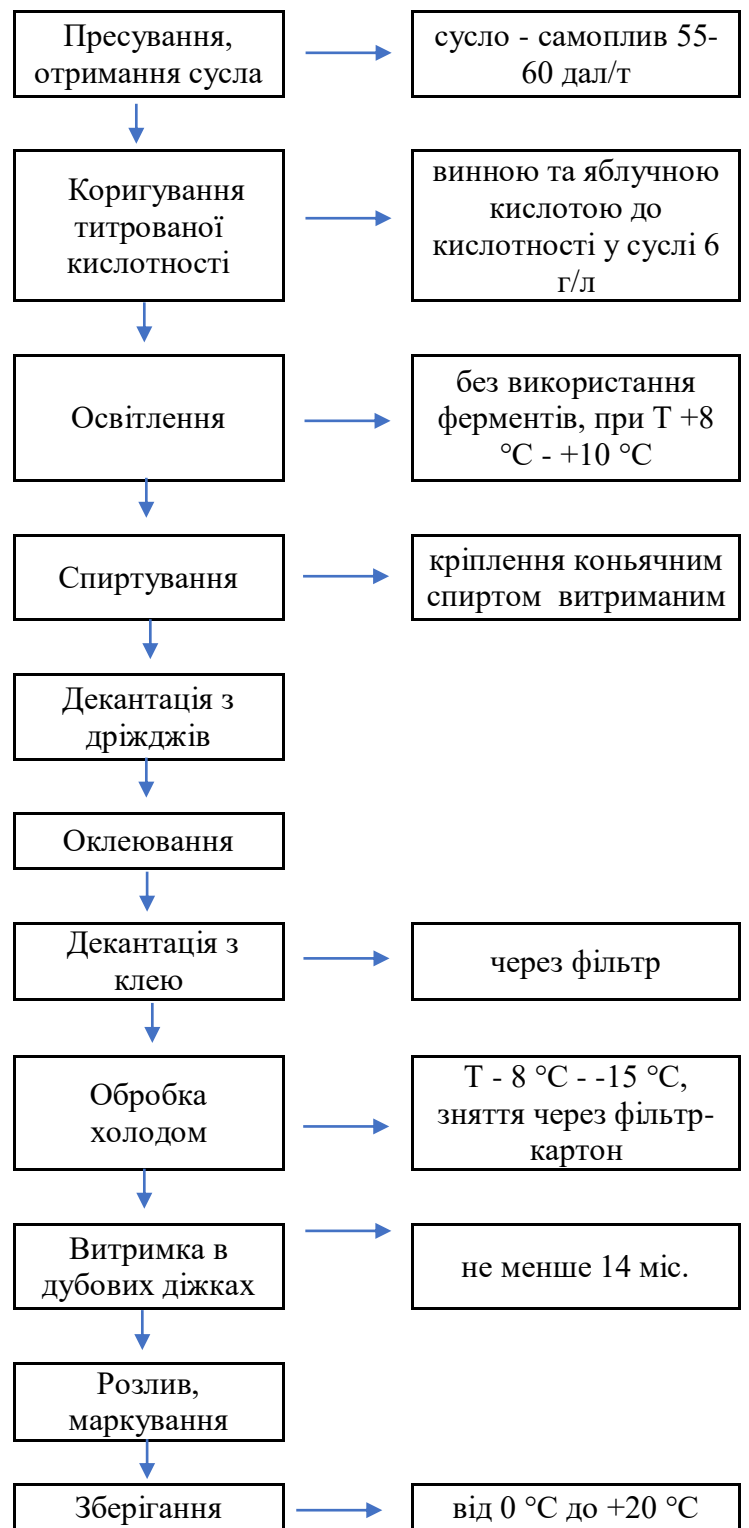 Пресування,
отримання сусла
сусло - самоплив 55-
60 дал/т
Коригування
титрованої
кислотності
винною та яблучною
кислотою до
кислотності у суслі 6
г/л
Освітлення
без використання
ферментів, при Т +8
°С - +10 °С
Спиртування
кріплення коньячним
спиртом витриманим
Декантація з
дріжджів
Оклеювання
Декантація з
клею
через фільтр
Обробка
холодом
Т - 8 °С - -15 °С,
зняття через фільтр-
картон
Витримка в
дубових діжках
не менше 14 міс.
Розлив,
маркування
Зберігання
від 0 °С до +20 °С